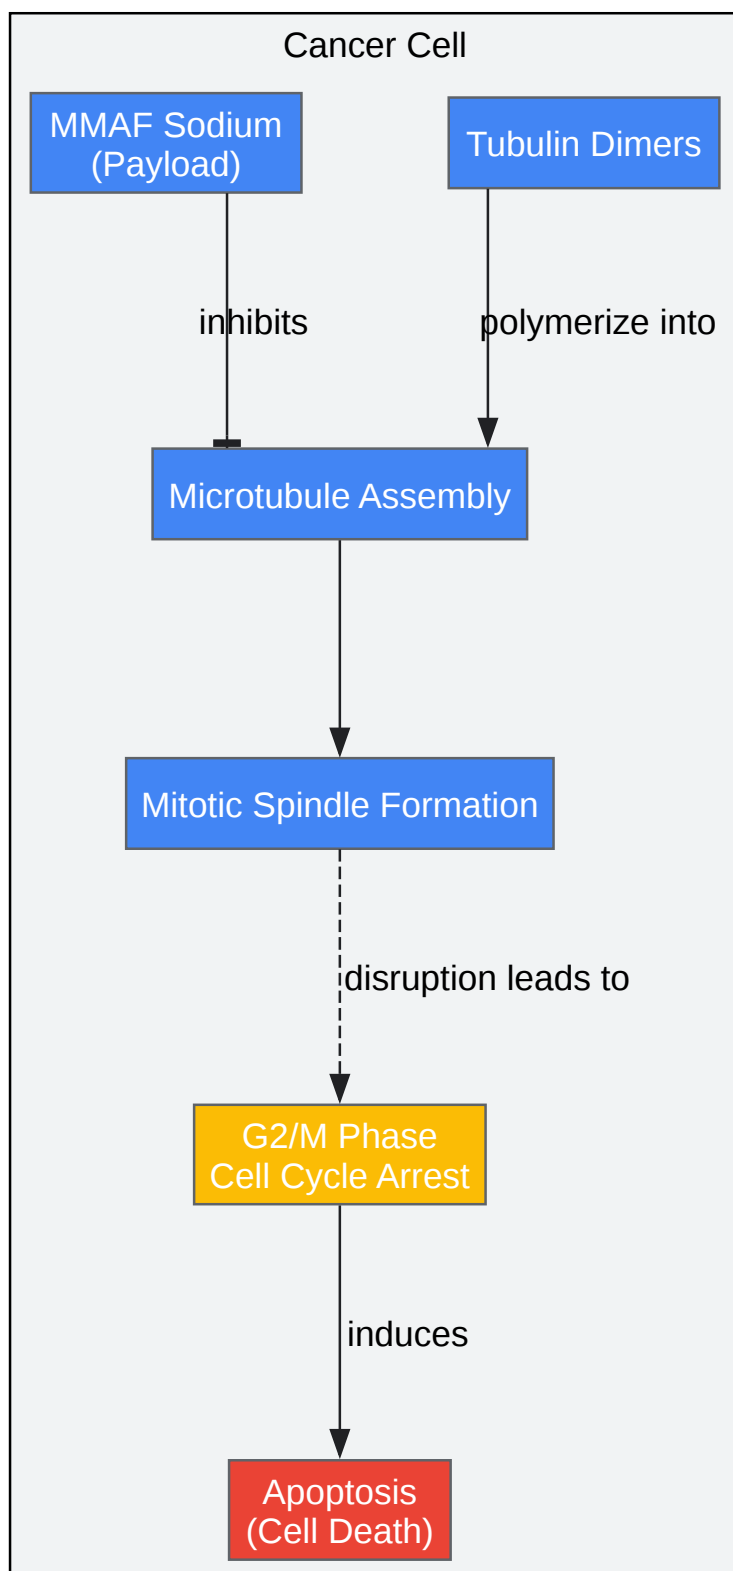 Cancer Cell
MMAF Sodium
(Payload)
Tubulin Dimers
inhibits
polymerize into
Microtubule Assembly
Mitotic Spindle Formation
disruption leads to
G2/M Phase
Cell Cycle Arrest
induces
Apoptosis
(Cell Death)